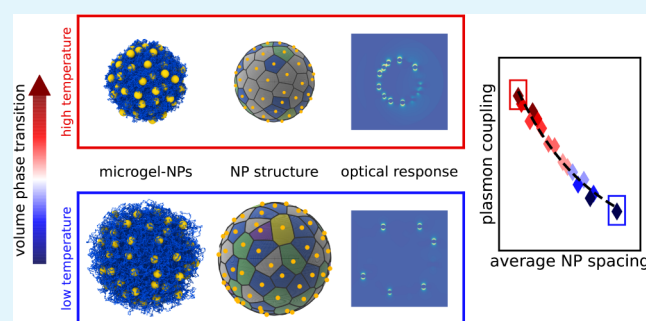 volume phase transition
high temperature
microgel-NPs
NP structure
optical response
low temperature
plasmon coupling
average NP spacing